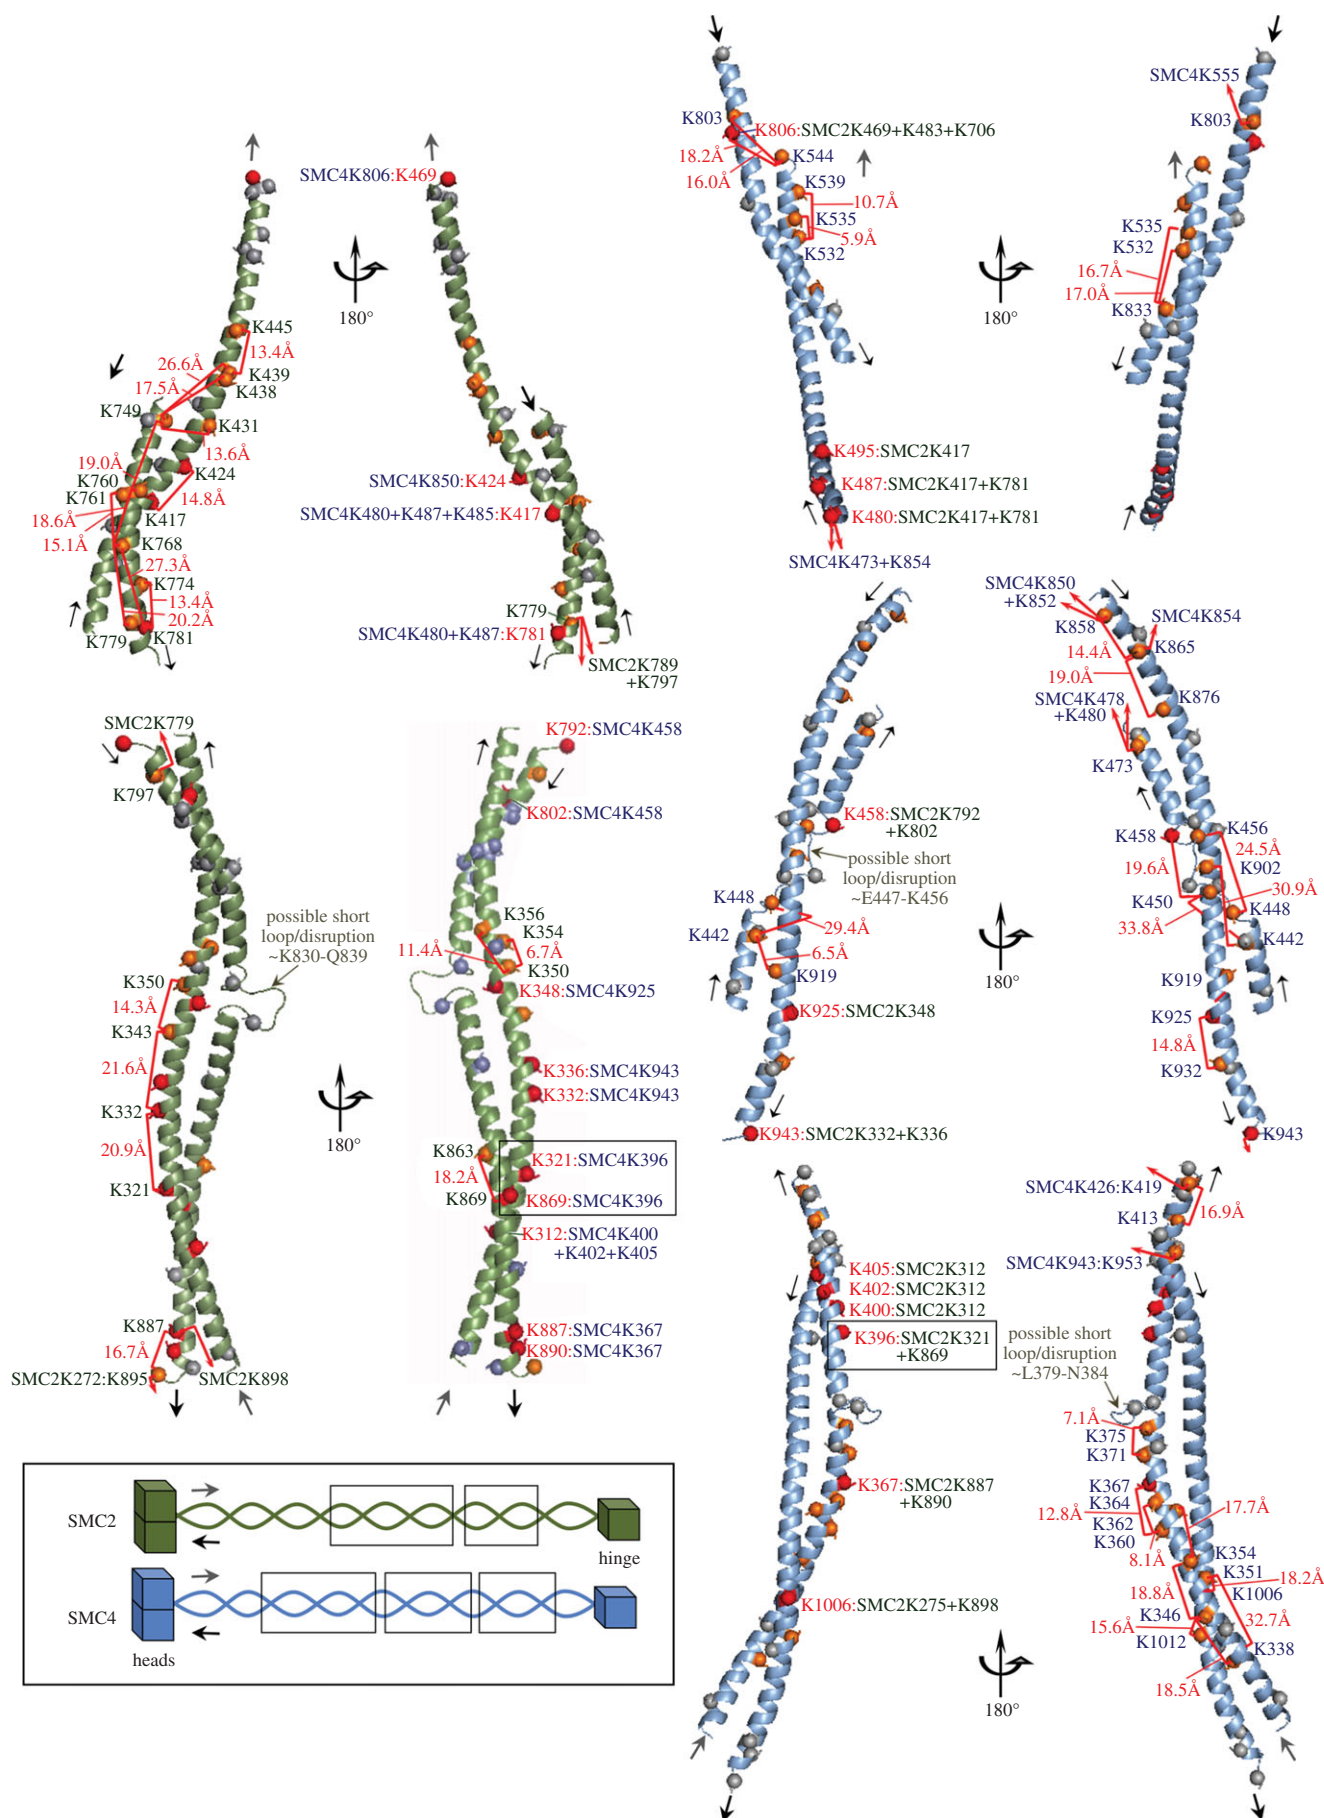 SMC4K806:K469
180°
K445
13.4Å
26.6Å
K439
17.5Å
K438
K749
K431
13.6Å
19.0Å
K424
K760
K761
14.8Å
18.6Å
K417
15.1Å
K768
27.3Å
K774
13.4Å
20.2Å
K779
K781
SMC4K850:K424
SMC4K480+K487+K485:K417
K779
SMC4K480+K487:K781
SMC2K789
+K797
K803
K806:SMC2K469+K483+K706
18.2Å
K544
16.0Å
K539
10.7Å
K535
5.9Å
K532
180°
K495:SMC2K417
K487:SMC2K417+K781
K480:SMC2K417+K781
SMC4K473+K854
SMC4K555
K803
K535
K532
16.7Å
17.0Å
K833
SMC2K779
K797
possible short
loop/disruption
~K830-Q839
K350
14.3Å
K343
21.6Å
K332
20.9Å
K321
K887
16.7Å
SMC2K272:K895
SMC2K898
180°
K792:SMC4K458
K802:SMC4K458
K356
K354
11.4Å
6.7Å
K350
K348:SMC4K925
K336:SMC4K943
K332:SMC4K943
K863
K321:SMC4K396
18.2Å
K869
K869:SMC4K396
K312:SMC4K400
+K402+K405
K887:SMC4K367
K890:SMC4K367
K458:SMC2K792
+K802
possible short
loop/disruption
~E447-K456
K448
29.4Å
K442
6.5Å
K919
K925:SMC2K348
K943:SMC2K332+K336
180°
SMC4K850
+K852
SMC4K854
K858
K865
14.4Å
19.0Å
SMC4K478
+K480
K876
K473
K458
K456
24.5Å
19.6Å
K902
30.9Å
K450
K448
33.8Å
K442
K919
K925
14.8Å
K932
K943
K405:SMC2K312
K402:SMC2K312
K400:SMC2K312
K396:SMC2K321
+K869
K367:SMC2K887
+K890
K1006:SMC2K275+K898
180°
SMC4K426:K419
16.9Å
K413
SMC4K943:K953
possible short
loop/disruption
~L379-N384
7.1Å
K375
K371
K367
K364
12.8Å
17.7Å
K362
K360
8.1Å
K354
K351
18.2Å
18.8Å
K1006
K346
32.7Å
15.6Å
K1012
K338
18.5Å
SMC2
hinge
SMC4
heads